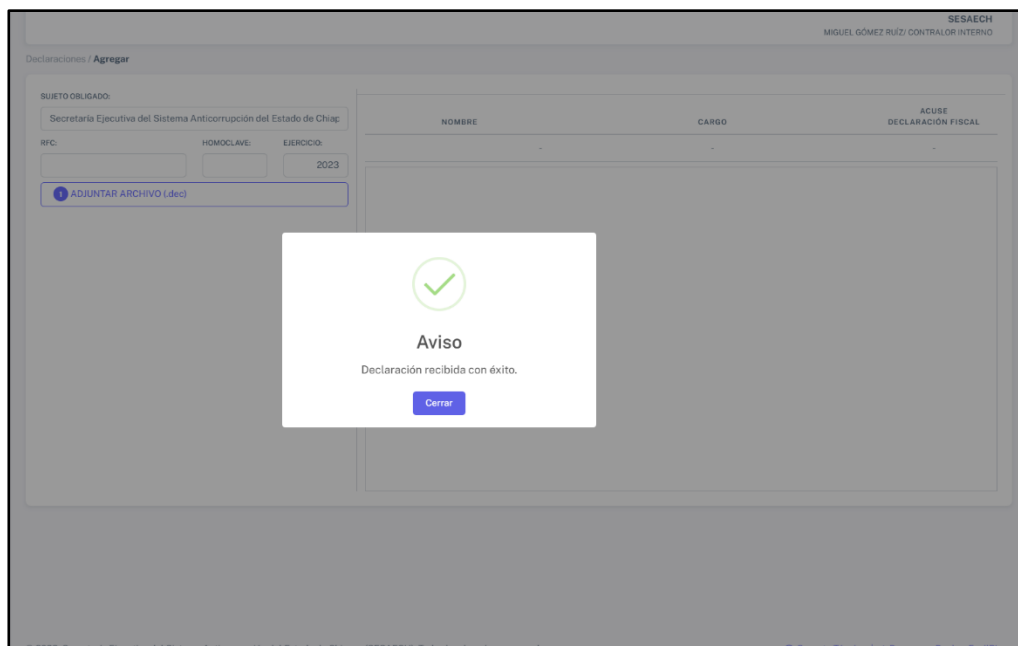 SESAECH
MIGUEL GÓMEZ RUÍZ/ CONTRALOR INTERNO
Declaraciones / Agregar
SUJETO OBLIGADO:
Secretaría Ejecutiva del Sistema Anticorrupción del Estado de Chiap
RFC: HOMOCLAVE: EJERCICIO:
2023
1 ADJUNTAR ARCHIVO (.dec)
NOMBRE CARGO ACUSE
DECLARACIÓN FISCAL
- - -
Aviso
Declaración recibida con éxito.
Cerrar